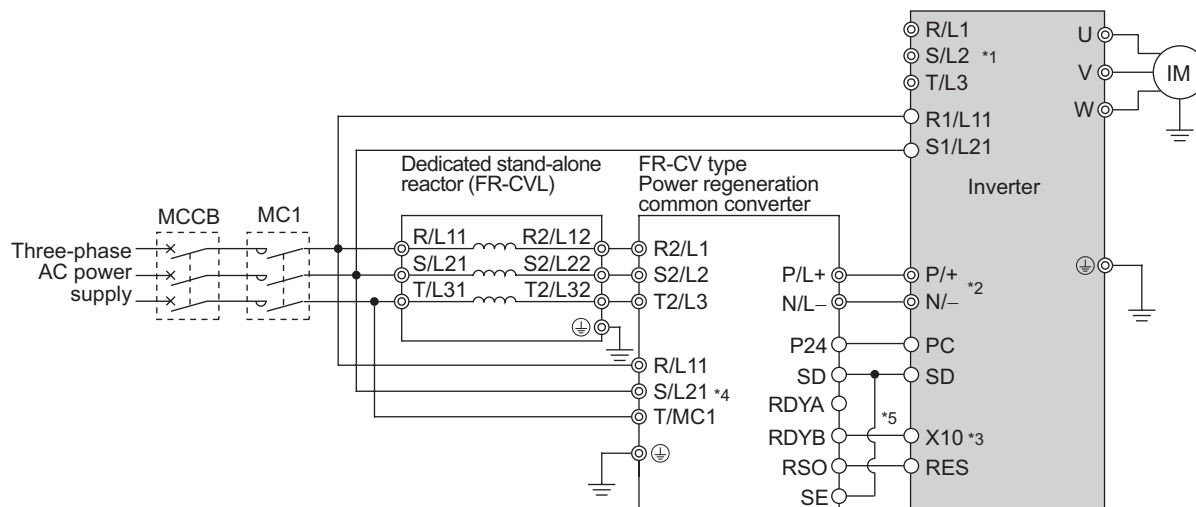 R/L1
S/L2 *1
T/L3
R1/L11
S1/L21
U
V
W
IM
Inverter
Dedicated stand-alone
reactor (FR-CVL)
FR-CV type
Power regeneration
common converter
MCCB
MC1
Three-phase
AC power
supply
R/L11
R2/L12
S/L21
S2/L22
T/L31
T2/L32
R2/L1
S2/L2
T2/L3
P/L+
N/L−
P24
SD
RDYA
RDYB
RSO
SE
*5
P/+
*2
N/−
PC
SD
X10 *3
RES
R/L11
S/L21 *4
T/MC1